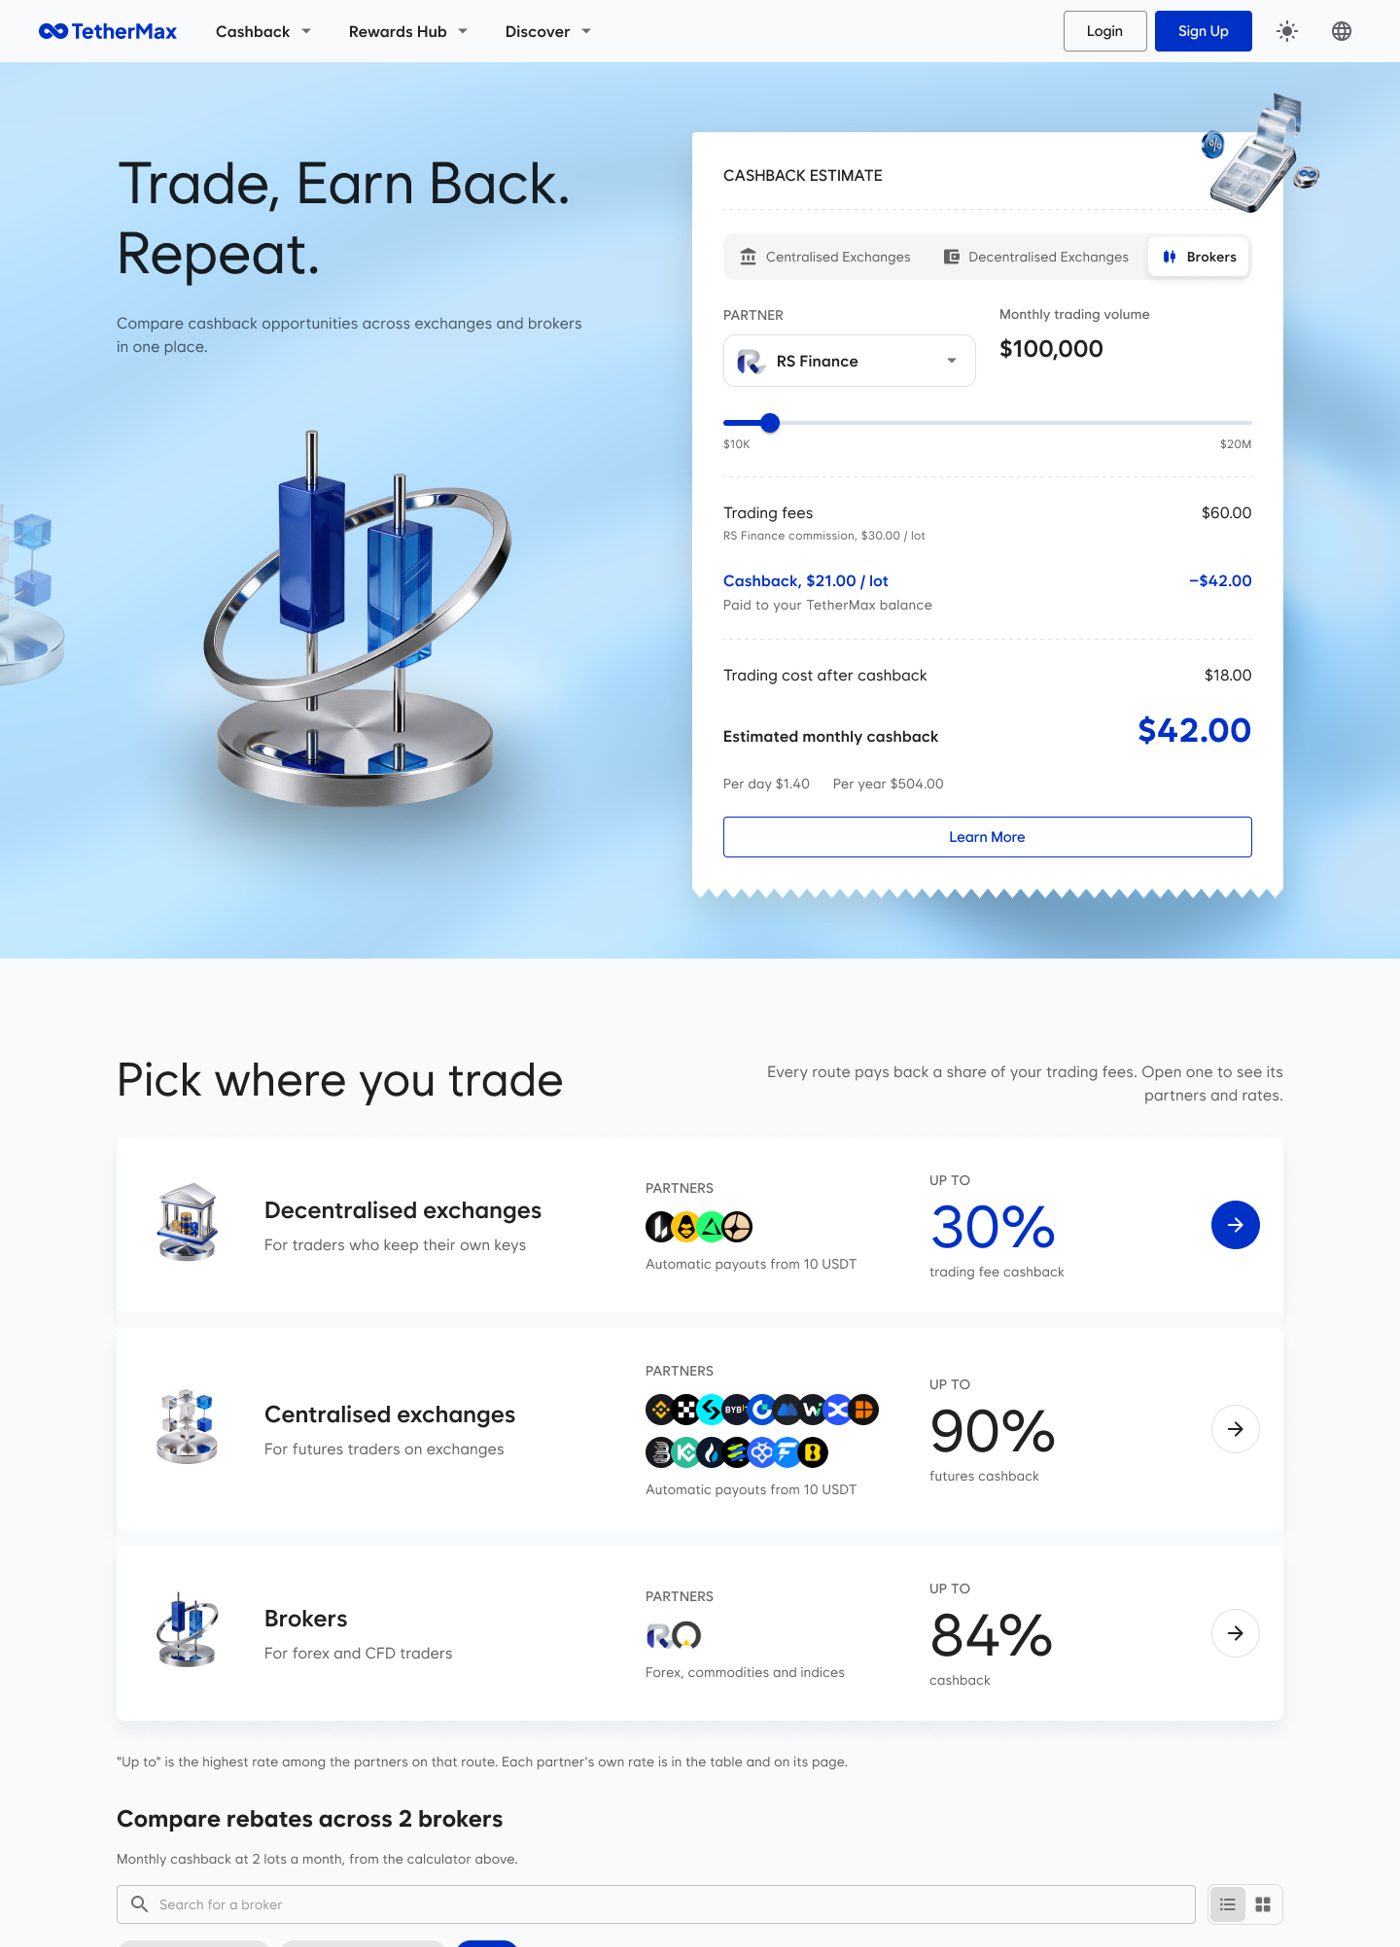 TetherMax
Cashback
Rewards Hub
Discover
Login
Sign Up
Trade, Earn Back.
Repeat.
Compare cashback opportunities across exchanges and brokers
in one place.
CASHBACK ESTIMATE
Centralised Exchanges
Decentralised Exchanges
Brokers
PARTNER
Monthly trading volume
RS Finance
$100,000
$10K
$20M
Trading fees
$60.00
RS Finance commission, $30.00 / lot
Cashback, $21.00 / lot
−$42.00
Paid to your TetherMax balance
Trading cost after cashback
$18.00
Estimated monthly cashback
$42.00
Per day $1.40
Per year $504.00
Learn More
Pick where you trade
Every route pays back a share of your trading fees. Open one to see its
partners and rates.
Decentralised exchanges
For traders who keep their own keys
PARTNERS
Automatic payouts from 10 USDT
UP TO
30%
trading fee cashback
Centralised exchanges
For futures traders on exchanges
PARTNERS
Automatic payouts from 10 USDT
UP TO
90%
futures cashback
Brokers
For forex and CFD traders
PARTNERS
Forex, commodities and indices
UP TO
84%
cashback
"Up to" is the highest rate among the partners on that route. Each partner's own rate is in the table and on its page.
Compare rebates across 2 brokers
Monthly cashback at 2 lots a month, from the calculator above.
Search for a broker